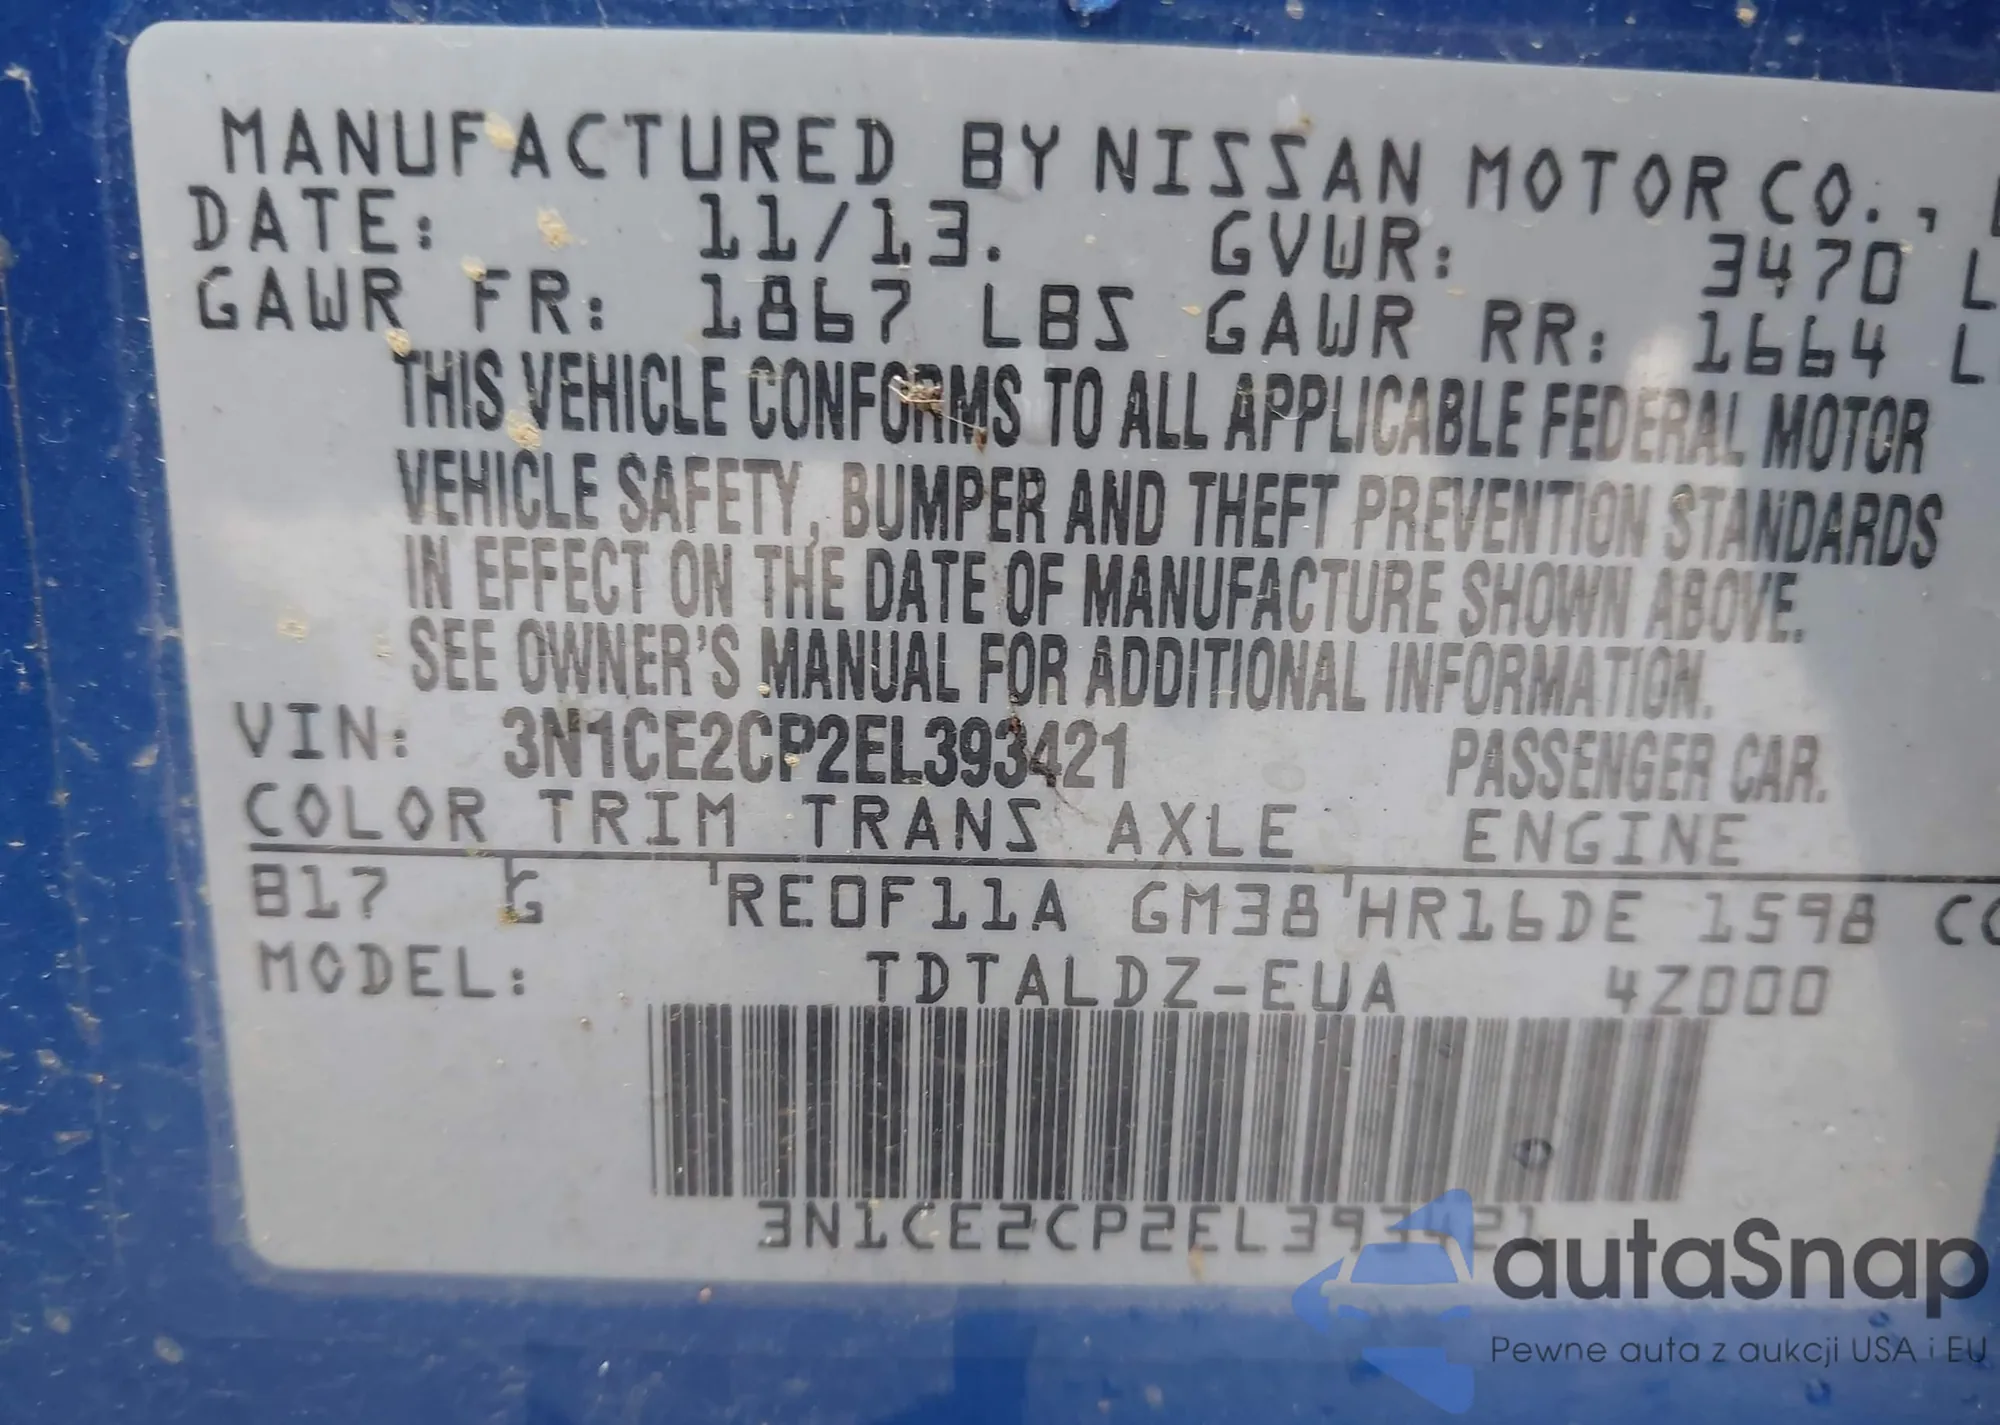 MANUFACTURED BY NISSAN MOTOR CO.,
DATE: 11/13. GVWR: 3470 L
GAWR FR: 1867 LBS GAWR RR: 1664 L
THIS VEHICLE CONFORMS TO ALL APPLICABLE FEDERAL MOTOR
VEHICLE SAFETY, BUMPER AND THEFT PREVENTION STANDARDS
IN EFFECT ON THE DATE OF MANUFACTURE SHOWN ABOVE.
SEE OWNER'S MANUAL FOR ADDITIONAL INFORMATION.
VIN: 3N1CE2CP2EL393421 PASSENGER CAR.
COLOR TRIM TRANS AXLE ENGINE
B17 G RE0F11A GM38 HR16DE 1598 CC
MODEL: TDTALDZ-EUA 4Z000
3N1CE2CP2EL393421
autaSnap
Pewne auta z aukcji USA i EU